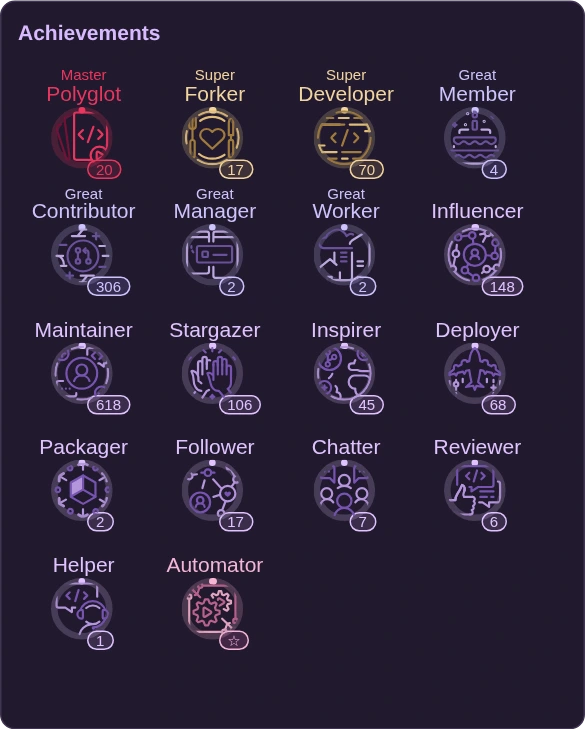 Achievements
Master Super Super Great
Polyglot Forker Developer Member
20 17 70 4
Great Great Great
Contributor Manager Worker Influencer
306 2 2 148
Maintainer Stargazer Inspirer Deployer
618 106 45 68
Packager Follower Chatter Reviewer
2 17 7 6
Helper Automator
1 ☆